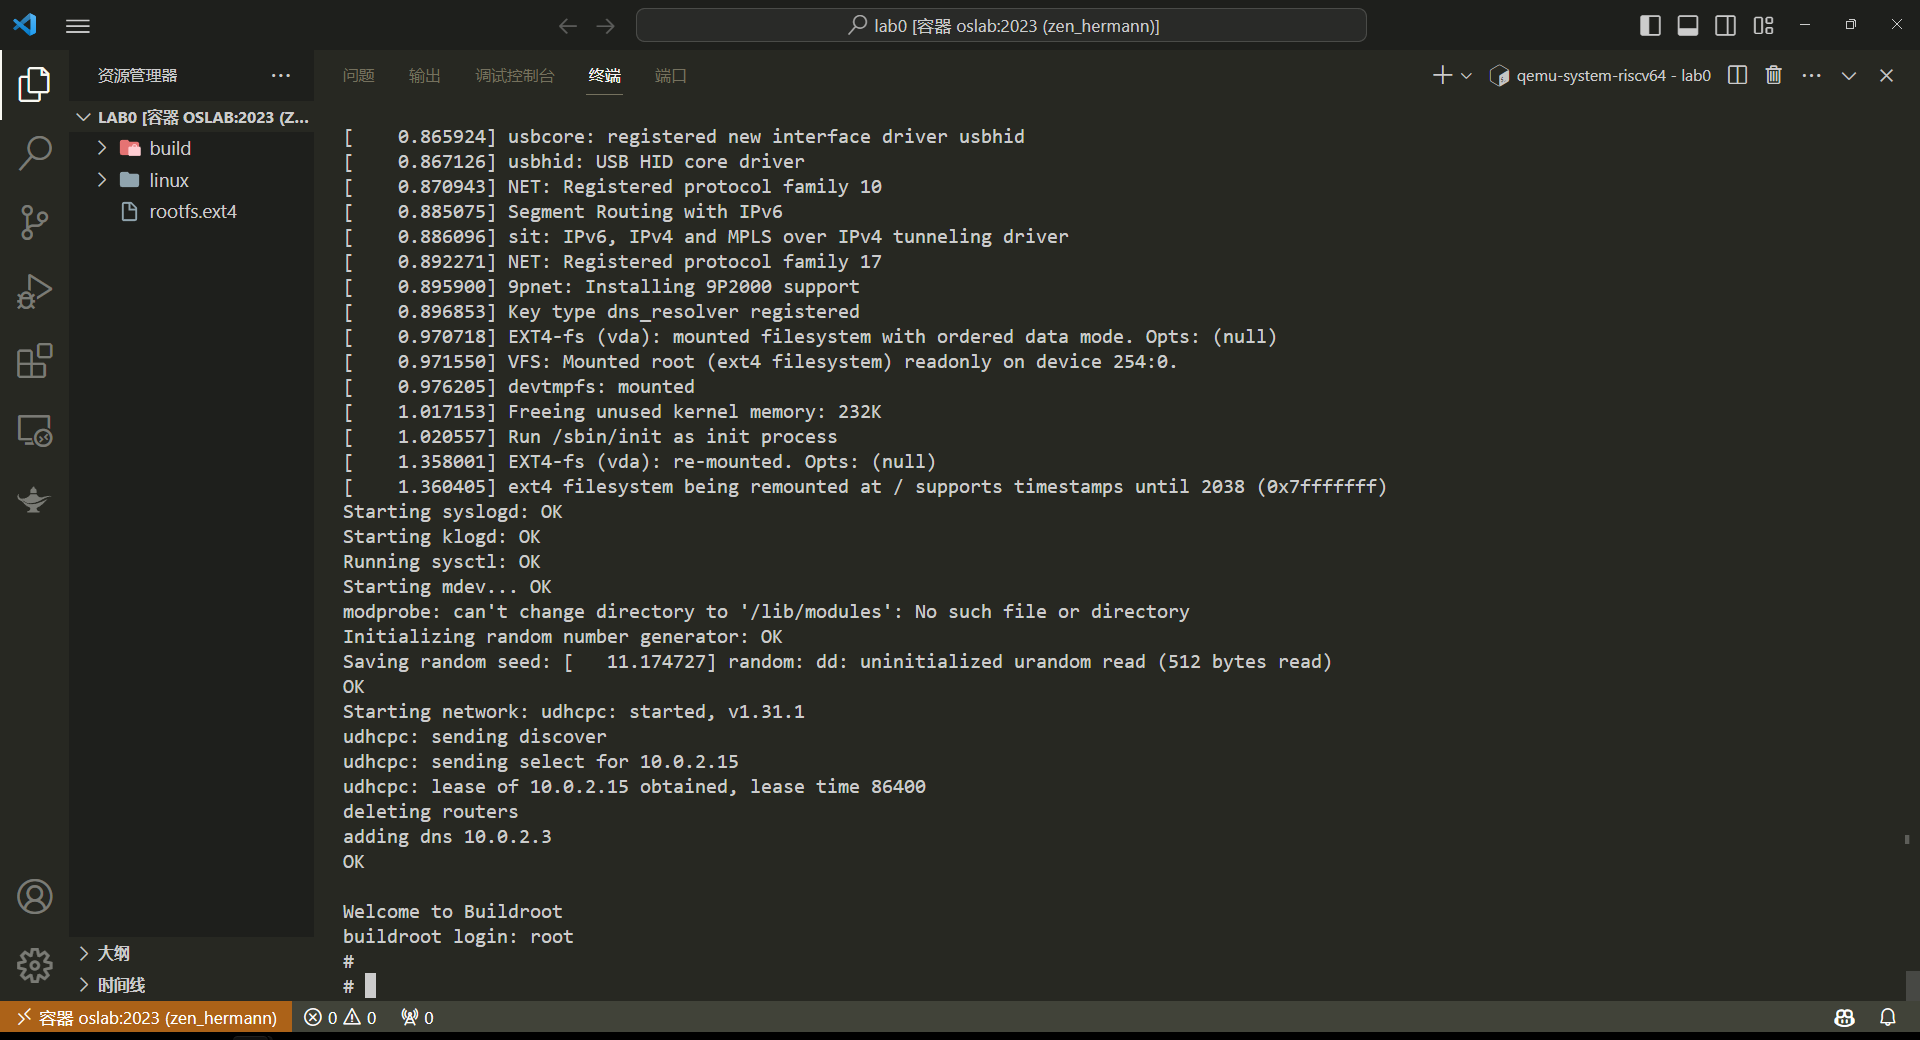 lab0 [容器 oslab:2023 (zen_hermann)]
资源管理器
LAB0 [容器 OSLAB:2023 (Z...
build
linux
rootfs.ext4
大纲
时间线
问题 输出 调试控制台 终端 端口
qemu-system-riscv64 - lab0
[    0.865924] usbcore: registered new interface driver usbhid
[    0.867126] usbhid: USB HID core driver
[    0.870943] NET: Registered protocol family 10
[    0.885075] Segment Routing with IPv6
[    0.886096] sit: IPv6, IPv4 and MPLS over IPv4 tunneling driver
[    0.892271] NET: Registered protocol family 17
[    0.895900] 9pnet: Installing 9P2000 support
[    0.896853] Key type dns_resolver registered
[    0.970718] EXT4-fs (vda): mounted filesystem with ordered data mode. Opts: (null)
[    0.971550] VFS: Mounted root (ext4 filesystem) readonly on device 254:0.
[    0.976205] devtmpfs: mounted
[    1.017153] Freeing unused kernel memory: 232K
[    1.020557] Run /sbin/init as init process
[    1.358001] EXT4-fs (vda): re-mounted. Opts: (null)
[    1.360405] ext4 filesystem being remounted at / supports timestamps until 2038 (0x7fffffff)
Starting syslogd: OK
Starting klogd: OK
Running sysctl: OK
Starting mdev... OK
modprobe: can't change directory to '/lib/modules': No such file or directory
Initializing random number generator: OK
Saving random seed: [   11.174727] random: dd: uninitialized urandom read (512 bytes read)
OK
Starting network: udhcpc: started, v1.31.1
udhcpc: sending discover
udhcpc: sending select for 10.0.2.15
udhcpc: lease of 10.0.2.15 obtained, lease time 86400
deleting routers
adding dns 10.0.2.3
OK
Welcome to Buildroot
buildroot login: root
#
#
容器 oslab:2023 (zen_hermann) 0 0 0